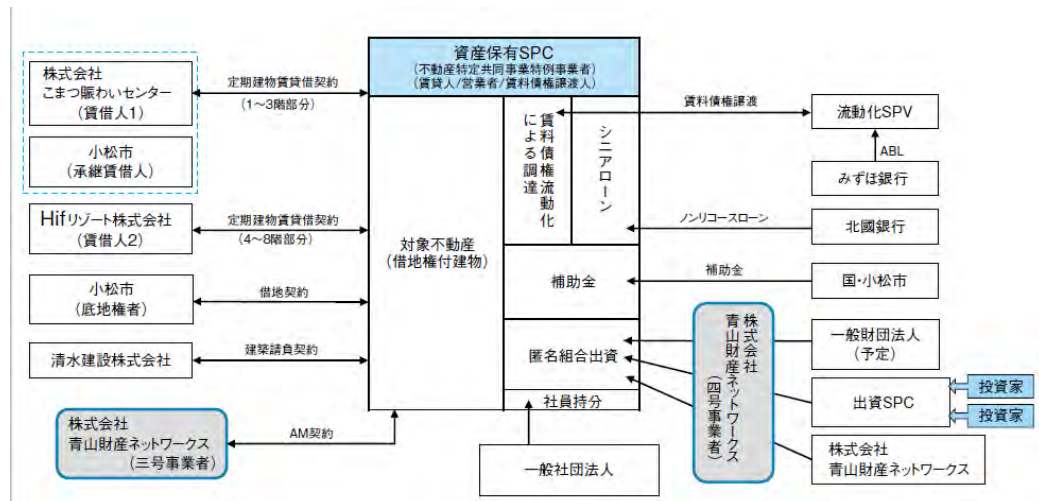 資産保有SPC
(不動産特定共同事業特例事業者)
(賃貸人/営業者/賃料債権譲渡人)
株式会社
こまつ賑わいセンター
(賃借人1)
定期建物賃貸借契約
(1～3階部分)
小松市
(承継賃借人)
Hifリゾート株式会社
(賃借人2)
定期建物賃貸借契約
(4～8階部分)
小松市
(底地権者)
借地契約
清水建設株式会社
建築請負契約
株式会社
青山財産ネットワークス
(三号事業者)
AM契約
対象不動産
(借地権付建物)
賃料債権流動化
による調達
シニアローン
補助金
匿名組合出資
社員持分
一般社団法人
賃料債権譲渡
流動化SPV
ABL
みずほ銀行
ノンリコースローン
北國銀行
補助金
国・小松市
株式会社
青山財産ネットワークス
(四号事業者)
一般財団法人
(予定)
出資SPC
投資家
投資家
株式会社
青山財産ネットワークス